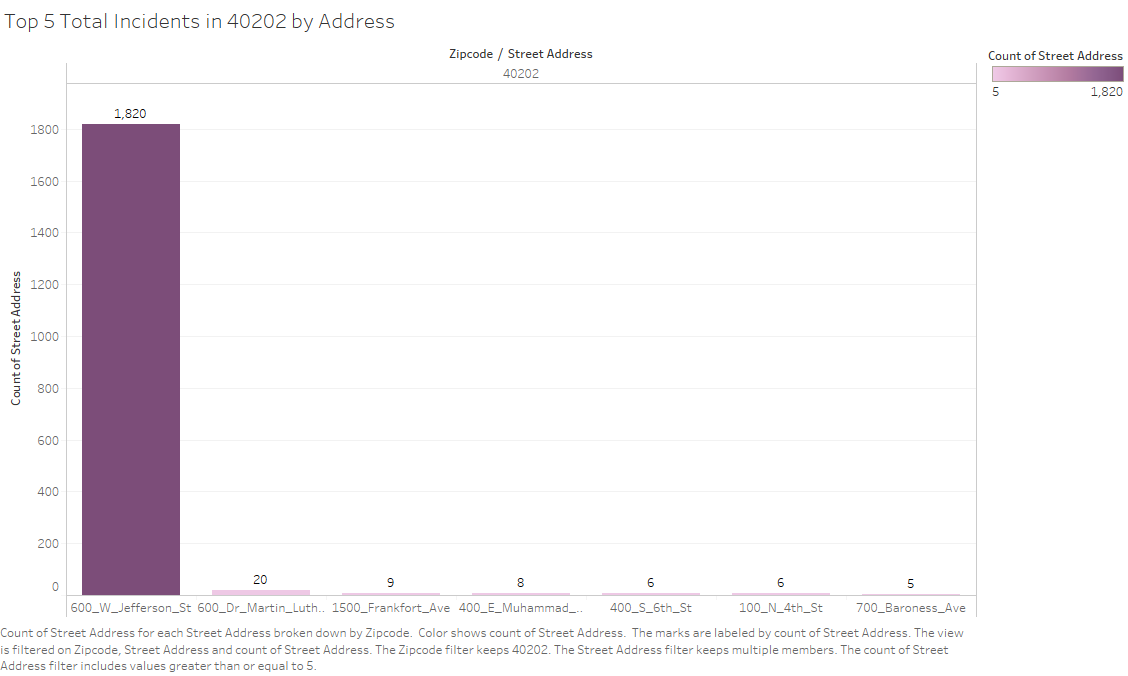 Top 5 Total Incidents in 40202 by Address
Zipcode / Street Address
40202
Count of Street Address
5 1,820
Count of Street Address
1800
1600
1400
1200
1000
800
600
400
200
0
1,820
20
9
8
6
6
5
600_W_Jefferson_St 600_Dr_Martin_Luth.. 1500_Frankfort_Ave 400_E_Muhammad_.. 400_S_6th_St 100_N_4th_St 700_Baroness_Ave
Count of Street Address for each Street Address broken down by Zipcode. Color shows count of Street Address. The marks are labeled by count of Street Address. The view
is filtered on Zipcode, Street Address and count of Street Address. The Zipcode filter keeps 40202. The Street Address filter keeps multiple members. The count of Street
Address filter includes values greater than or equal to 5.